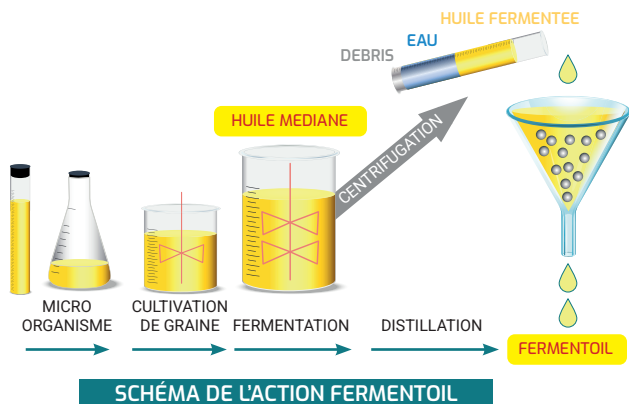 HUILE FERMENTEE
EAU
DEBRIS
HUILE MEDIANE
CENTRIFUGATION
MICRO
ORGANISME
CULTIVATION
DE GRAINE
FERMENTATION
DISTILLATION
FERMENTOIL
SCHÉMA DE L'ACTION FERMENTOIL